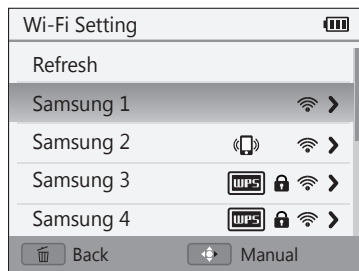 Wi-Fi Setting
Refresh
Samsung 1
Samsung 2
Samsung 3 WPS
Samsung 4 WPS
Back Manual